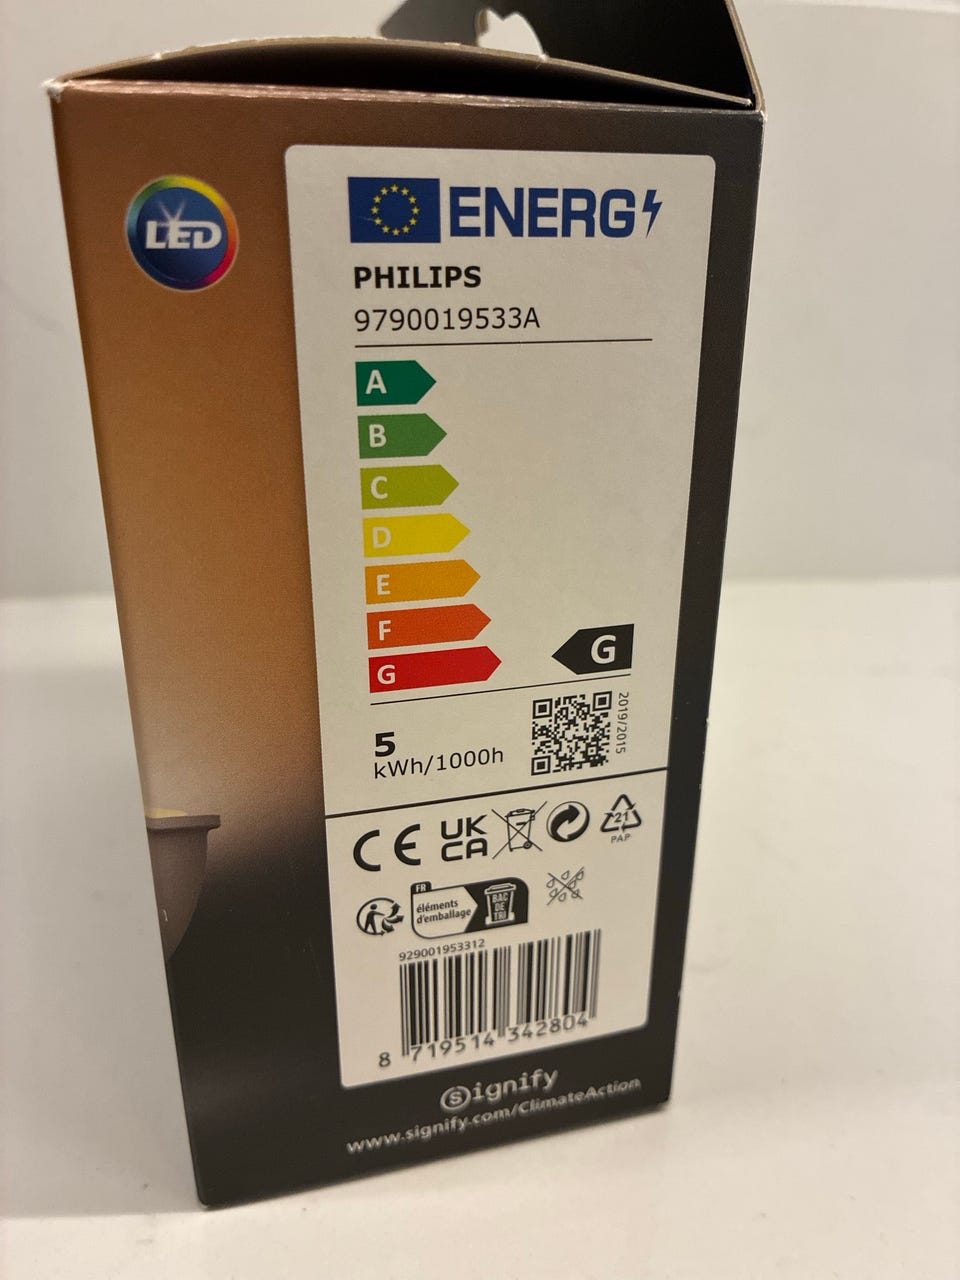 LED
ENERG
PHILIPS
9790019533A
A
B
C
D
E
F
G
G
5
kWh/1000h
2019/2015
CE
UK
CA
21
PAP
FR
éléments
d'emballage
BAC
DE
TRI
929001953312
8 719514 342804
Signify
www.signify.com/ClimateAction